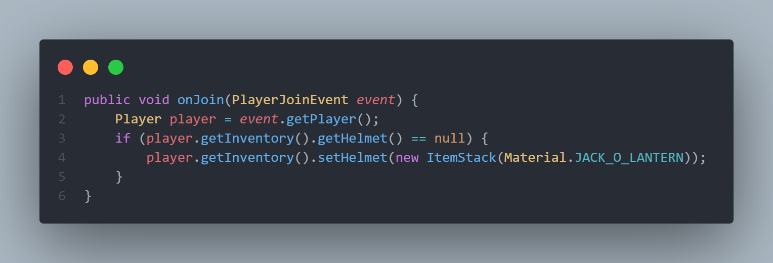 1 public void onJoin(PlayerJoinEvent event) {
2     Player player = event.getPlayer();
3     if (player.getInventory().getHelmet() == null) {
4         player.getInventory().setHelmet(new ItemStack(Material.JACK_O_LANTERN));
5     }
6 }